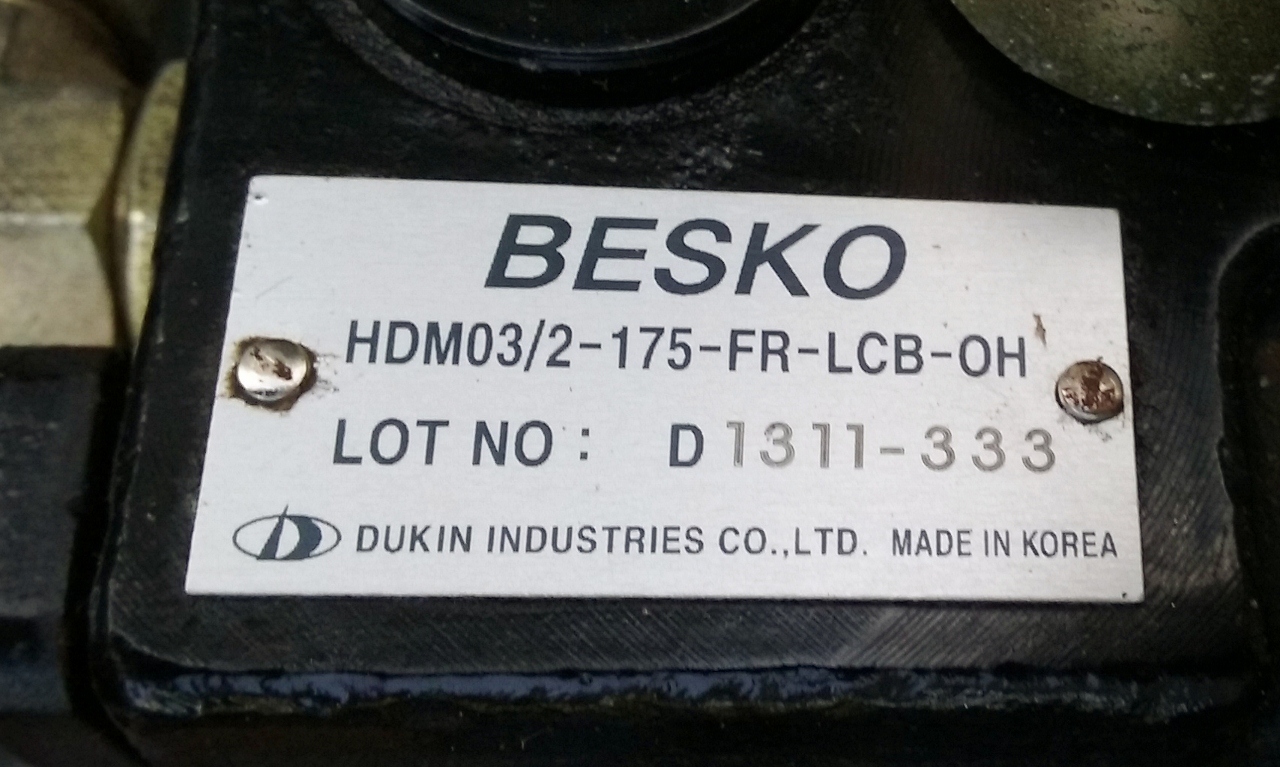 BESKO
HDM03/2-175-FR-LCB-OH
LOT NO : D1311-333
DUKIN INDUSTRIES CO.,LTD. MADE IN KOREA